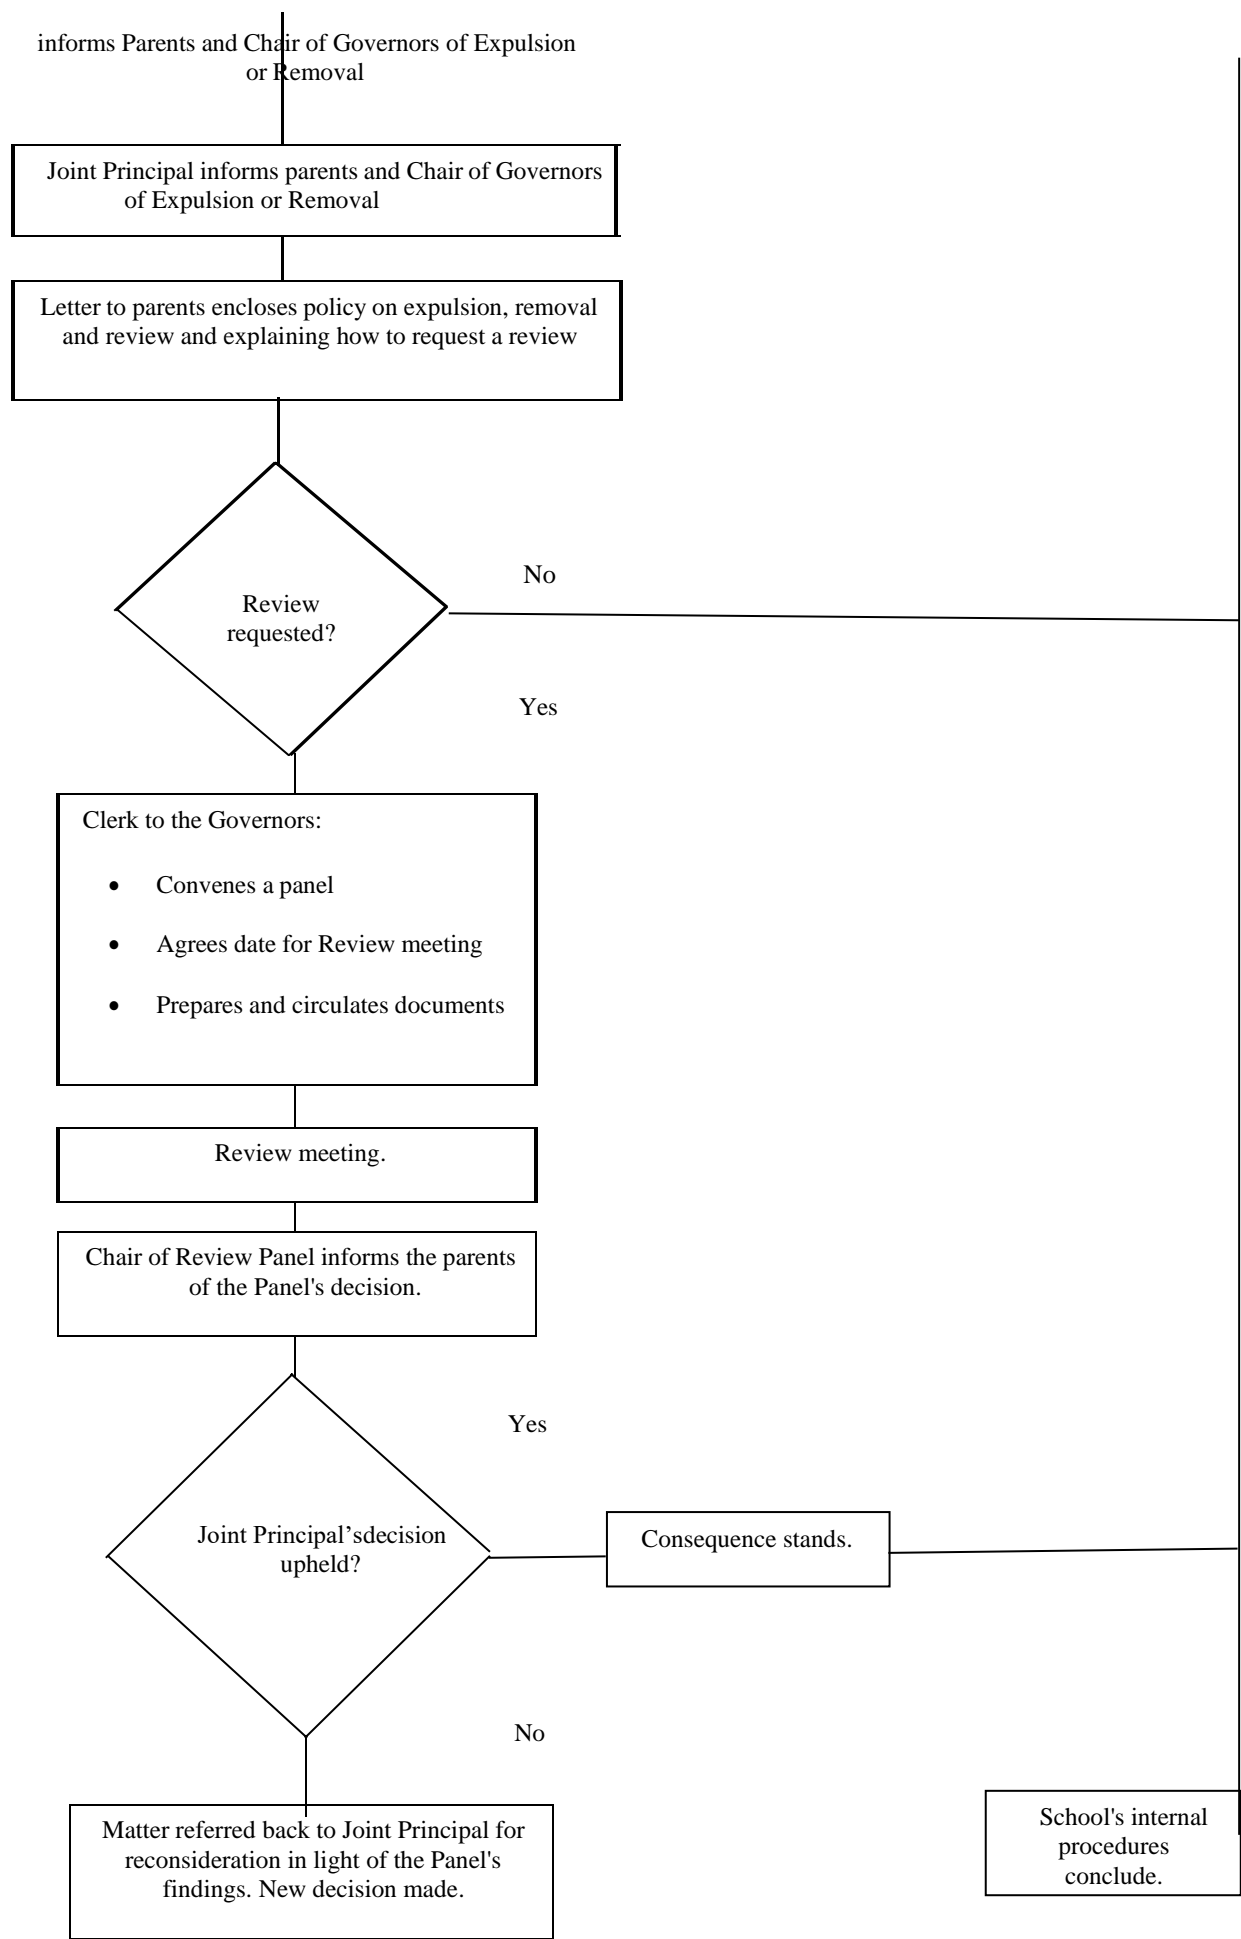 informs Parents and Chair of Governors of Expulsion
or Removal
Joint Principal informs parents and Chair of Governors
of Expulsion or Removal
Letter to parents encloses policy on expulsion, removal
and review and explaining how to request a review
No
Review
requested?
Yes
Clerk to the Governors:
• Convenes a panel
• Agrees date for Review meeting
• Prepares and circulates documents
Review meeting.
Chair of Review Panel informs the parents
of the Panel's decision.
Yes
Joint Principal’sdecision
upheld?
Consequence stands.
No
Matter referred back to Joint Principal for
reconsideration in light of the Panel's
findings. New decision made.
School's internal
procedures
conclude.